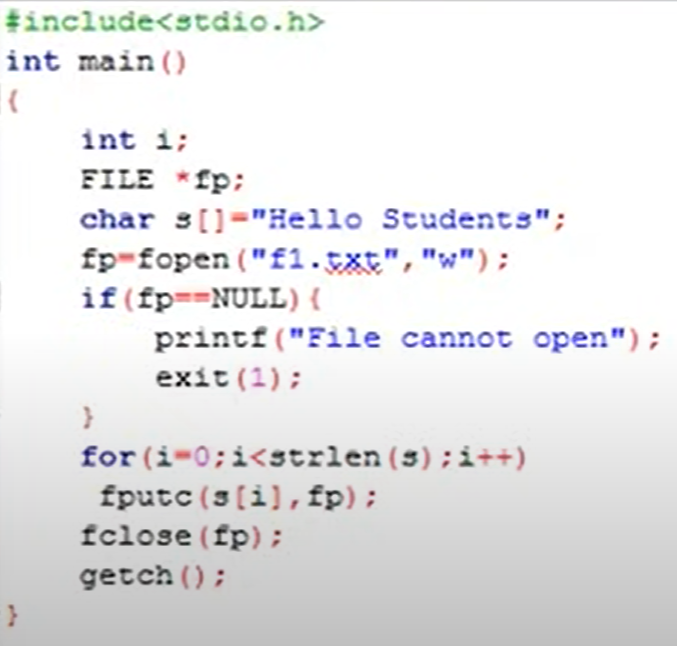 #include<stdio.h>
int main()
{
int i;
FILE *fp;
char s[]="Hello Students";
fp=fopen("f1.txt","w");
if(fp==NULL){
printf("File cannot open");
exit(1);
}
for(i=0;i<strlen(s);i++)
fputc(s[i],fp);
fclose(fp);
getch();
}